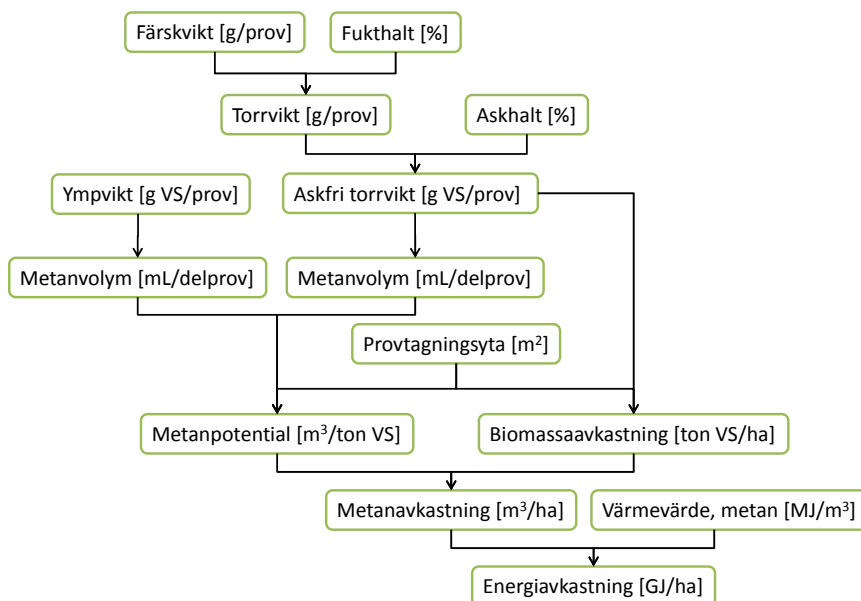 Färskvikt [g/prov]
Fukthalt [%]
Torrvikt [g/prov]
Askhalt [%]
Ympvikt [g VS/prov]
Askfri torrvikt [g VS/prov]
Metanvolym [mL/delprov]
Metanvolym [mL/delprov]
Provtagningsyta [m²]
Metanpotential [m³/ton VS]
Biomassaavkastning [ton VS/ha]
Metanavkastning [m³/ha]
Värmevärde, metan [MJ/m³]
Energiavkastning [GJ/ha]